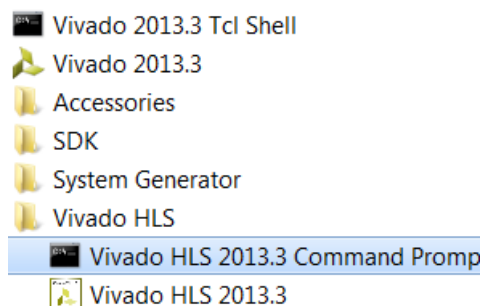 Vivado 2013.3 Tcl Shell
Vivado 2013.3
Accessories
SDK
System Generator
Vivado HLS
Vivado HLS 2013.3 Command Promp
Vivado HLS 2013.3